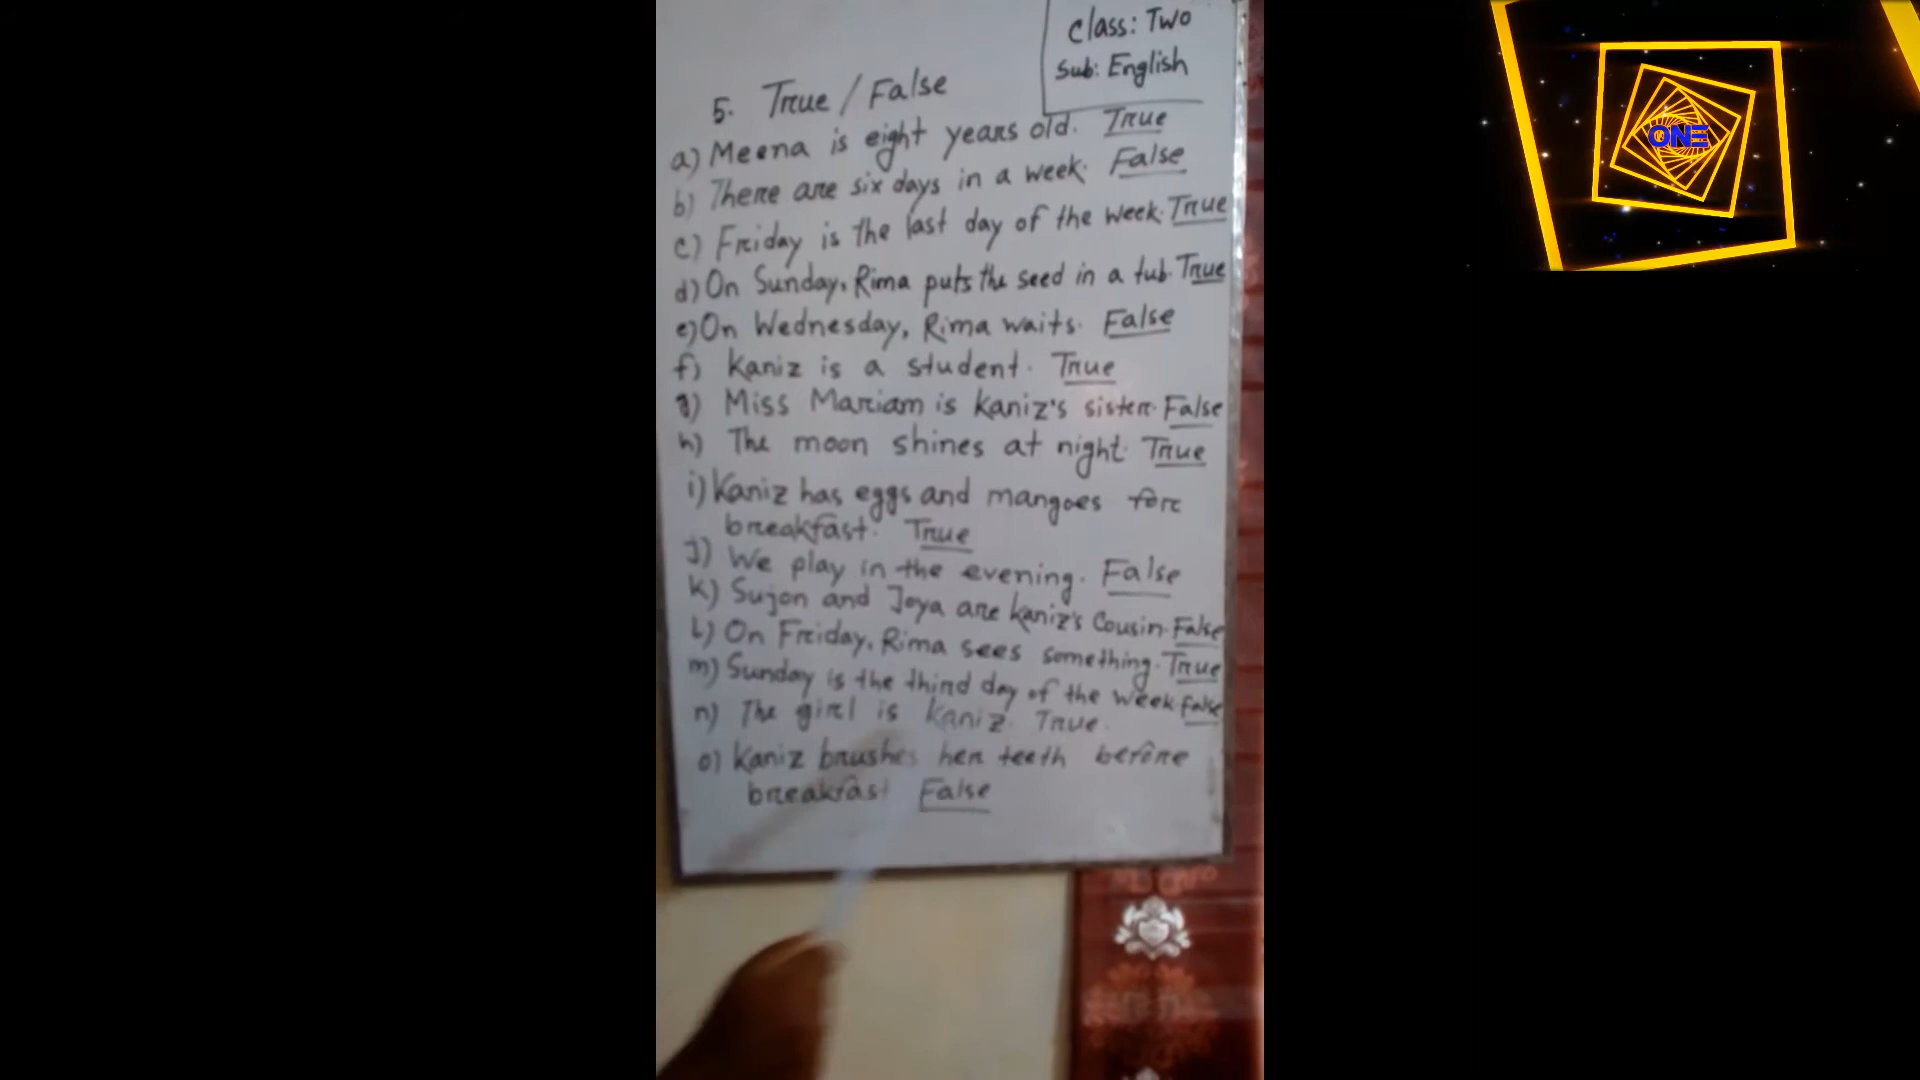 Class: Two
Sub: English
5. True / False
a) Meena is eight years old. True
b) There are six days in a week. False
c) Friday is the last day of the week. True
d) On Sunday, Rima puts the seed in a tub. True
e) On Wednesday, Rima waits. False
f) Kaniz is a student. True
g) Miss Mariam is Kaniz's sister. False
h) The moon shines at night. True
i) Kaniz has eggs and mangoes for
breakfast. True
j) We play in the evening. False
k) Sujon and Joya are Kaniz's Cousin. False
l) On Friday, Rima sees something. True
m) Sunday is the third day of the week False
n) The girl is Kaniz. True.
o) Kaniz brushes her teeth before
breakfast False
ONE